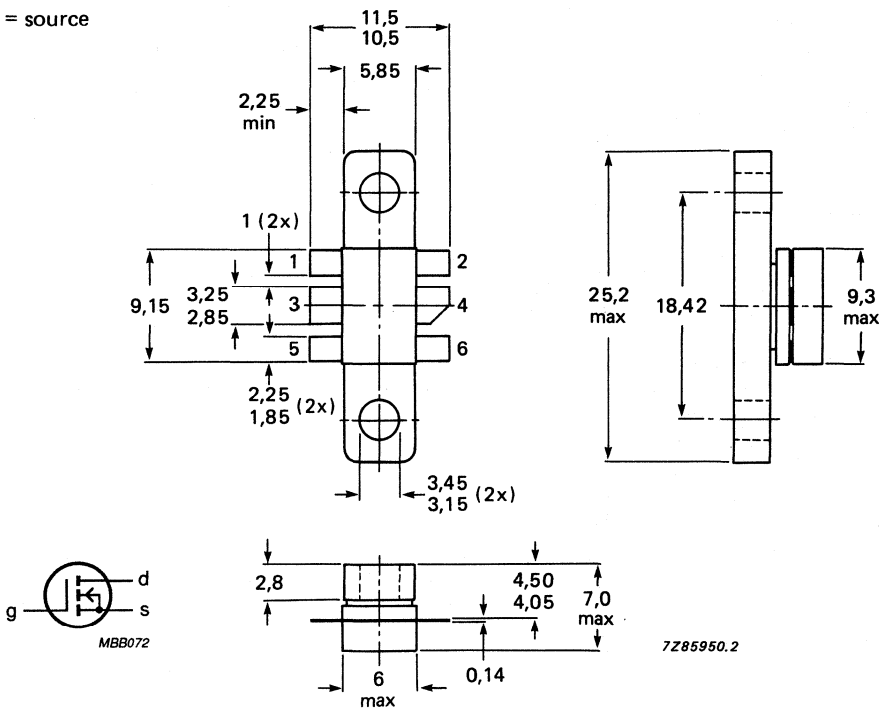 = source
11,5
10,5
5,85
2,25
min
1 (2x)
1
2
3,25
2,85
9,15
3
4
5
6
2,25
1,85 (2x)
3,45
3,15 (2x)
25,2
max
18,42
9,3
max
g
d
s
MBB072
2,8
4,50
4,05
7,0
max
0,14
6
max
7Z85950.2